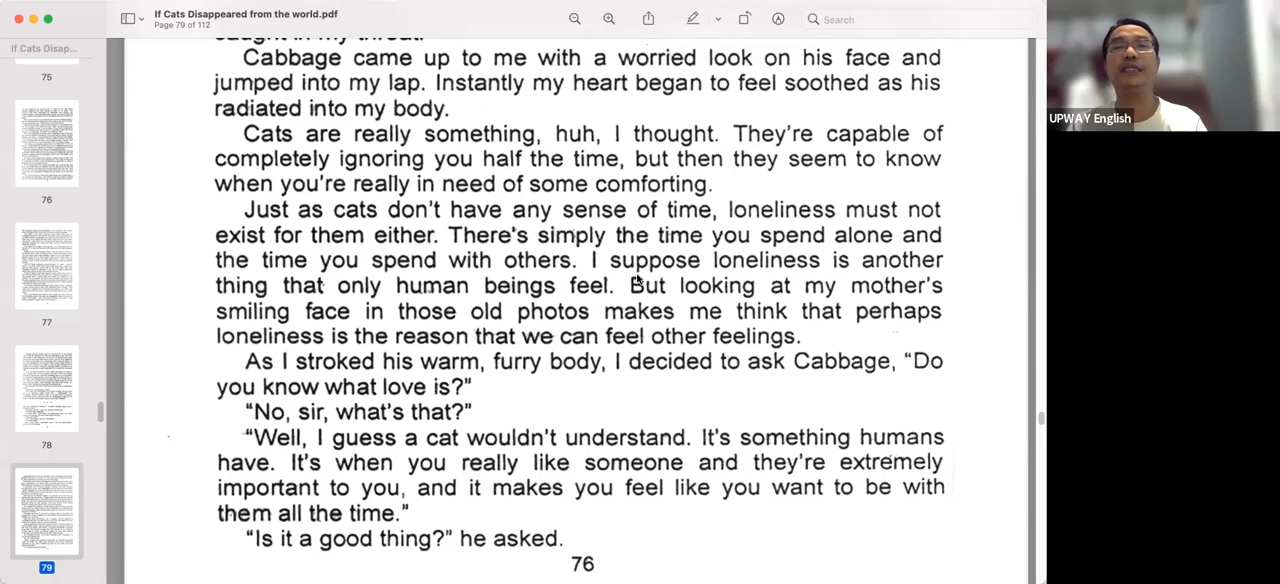 If Cats Disappeared from the world.pdf
Page 79 of 112
Search
If Cats Disap...
75
76
77
78
79
caught in my throat.
Cabbage came up to me with a worried look on his face and
jumped into my lap. Instantly my heart began to feel soothed as his
radiated into my body.
Cats are really something, huh, I thought. They're capable of
completely ignoring you half the time, but then they seem to know
when you're really in need of some comforting.
Just as cats don't have any sense of time, loneliness must not
exist for them either. There's simply the time you spend alone and
the time you spend with others. I suppose loneliness is another
thing that only human beings feel. But looking at my mother's
smiling face in those old photos makes me think that perhaps
loneliness is the reason that we can feel other feelings.
As I stroked his warm, furry body, I decided to ask Cabbage, “Do
you know what love is?”
“No, sir, what's that?”
“Well, I guess a cat wouldn't understand. It's something humans
have. It's when you really like someone and they're extremely
important to you, and it makes you feel like you want to be with
them all the time.”
“Is it a good thing?” he asked.
76
UPWAY English